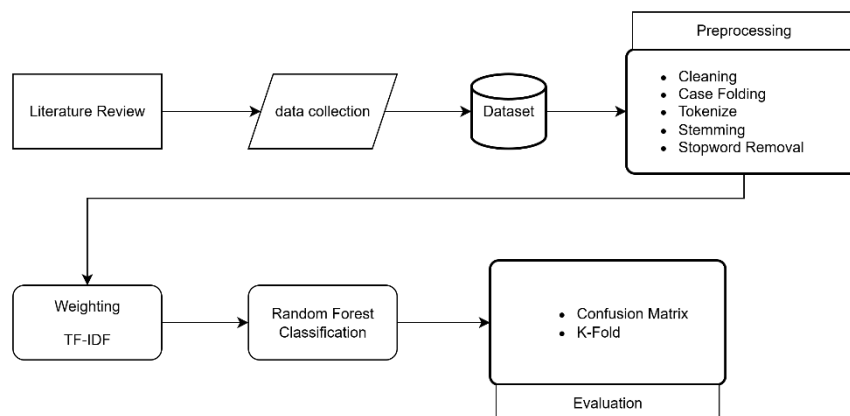 Preprocessing
Literature Review
data collection
Dataset
• Cleaning
• Case Folding
• Tokenize
• Stemming
• Stopword Removal
Weighting
TF-IDF
Random Forest
Classification
• Confusion Matrix
• K-Fold
Evaluation